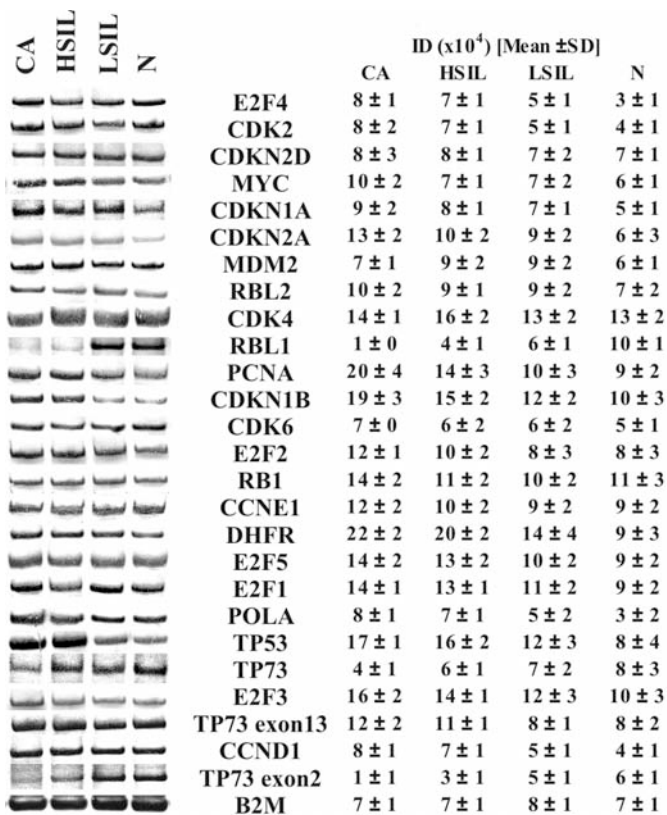 CA HSIL LSIL N
ID (x10⁴) [Mean ±SD]
CA HSIL LSIL N
E2F4 8 ± 1 7 ± 1 5 ± 1 3 ± 1
CDK2 8 ± 2 7 ± 1 5 ± 1 4 ± 1
CDKN2D 8 ± 3 8 ± 1 7 ± 2 7 ± 1
MYC 10 ± 2 7 ± 1 7 ± 2 6 ± 1
CDKN1A 9 ± 2 8 ± 1 7 ± 1 5 ± 1
CDKN2A 13 ± 2 10 ± 2 9 ± 2 6 ± 3
MDM2 7 ± 1 9 ± 2 9 ± 2 6 ± 1
RBL2 10 ± 2 9 ± 1 9 ± 2 7 ± 2
CDK4 14 ± 1 16 ± 2 13 ± 2 13 ± 2
RBL1 1 ± 0 4 ± 1 6 ± 1 10 ± 1
PCNA 20 ± 4 14 ± 3 10 ± 3 9 ± 2
CDKN1B 19 ± 3 15 ± 2 12 ± 2 10 ± 3
CDK6 7 ± 0 6 ± 2 6 ± 2 5 ± 1
E2F2 12 ± 1 10 ± 2 8 ± 3 8 ± 3
RB1 14 ± 2 11 ± 2 10 ± 2 11 ± 3
CCNE1 12 ± 2 10 ± 2 9 ± 2 9 ± 2
DHFR 22 ± 2 20 ± 2 14 ± 4 9 ± 3
E2F5 14 ± 2 13 ± 2 10 ± 2 9 ± 2
E2F1 14 ± 1 13 ± 1 11 ± 2 9 ± 2
POLA 8 ± 1 7 ± 1 5 ± 2 3 ± 2
TP53 17 ± 1 16 ± 2 12 ± 3 8 ± 4
TP73 4 ± 1 6 ± 1 7 ± 2 8 ± 3
E2F3 16 ± 2 14 ± 1 12 ± 3 10 ± 3
TP73 exon13 12 ± 2 11 ± 1 8 ± 1 8 ± 2
CCND1 8 ± 1 7 ± 1 5 ± 1 4 ± 1
TP73 exon2 1 ± 1 3 ± 1 5 ± 1 6 ± 1
B2M 7 ± 1 7 ± 1 8 ± 1 7 ± 1